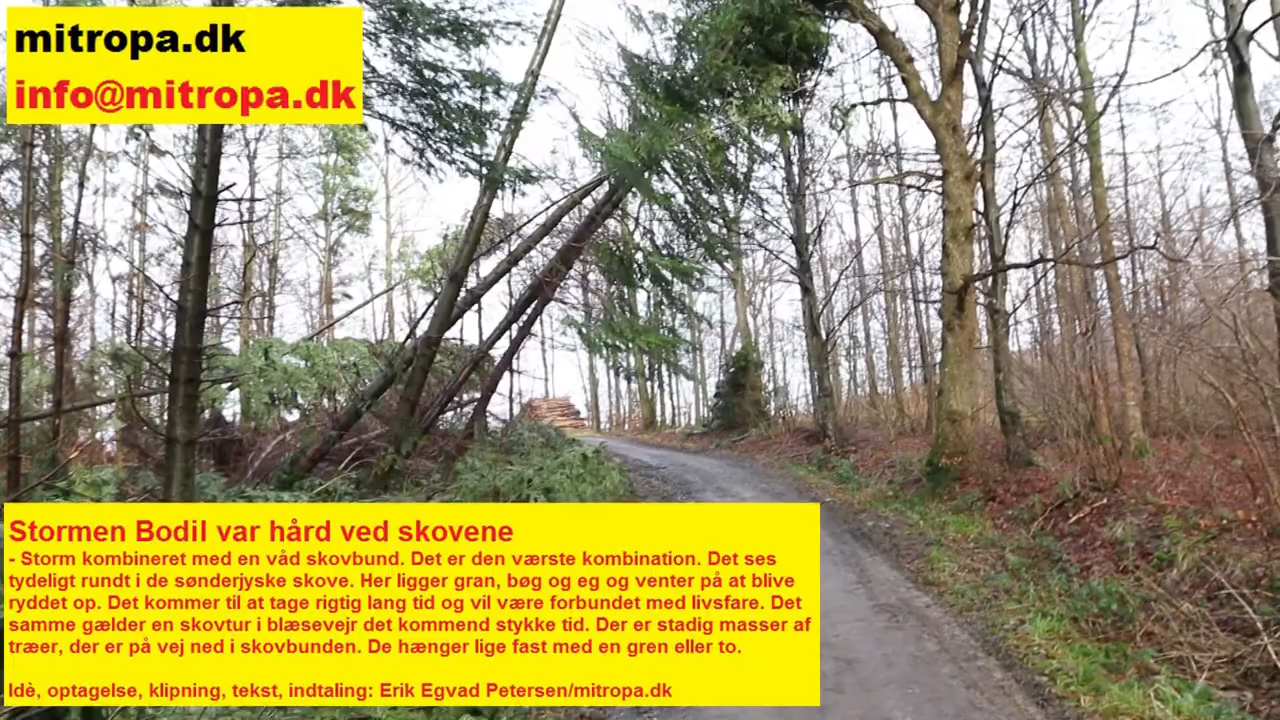 mitropa.dk
info@mitropa.dk
Stormen Bodil var hård ved skovene
- Storm kombineret med en våd skovbund. Det er den værste kombination. Det ses
tydeligt rundt i de sønderjyske skove. Her ligger gran, bøg og eg og venter på at blive
ryddet op. Det kommer til at tage rigtig lang tid og vil være forbundet med livsfare. Det
samme gælder en skovtur i blæsevejr det kommend stykke tid. Der er stadig masser af
træer, der er på vej ned i skovbunden. De hænger lige fast med en gren eller to.
Idè, optagelse, klipning, tekst, indtaling: Erik Egvad Petersen/mitropa.dk